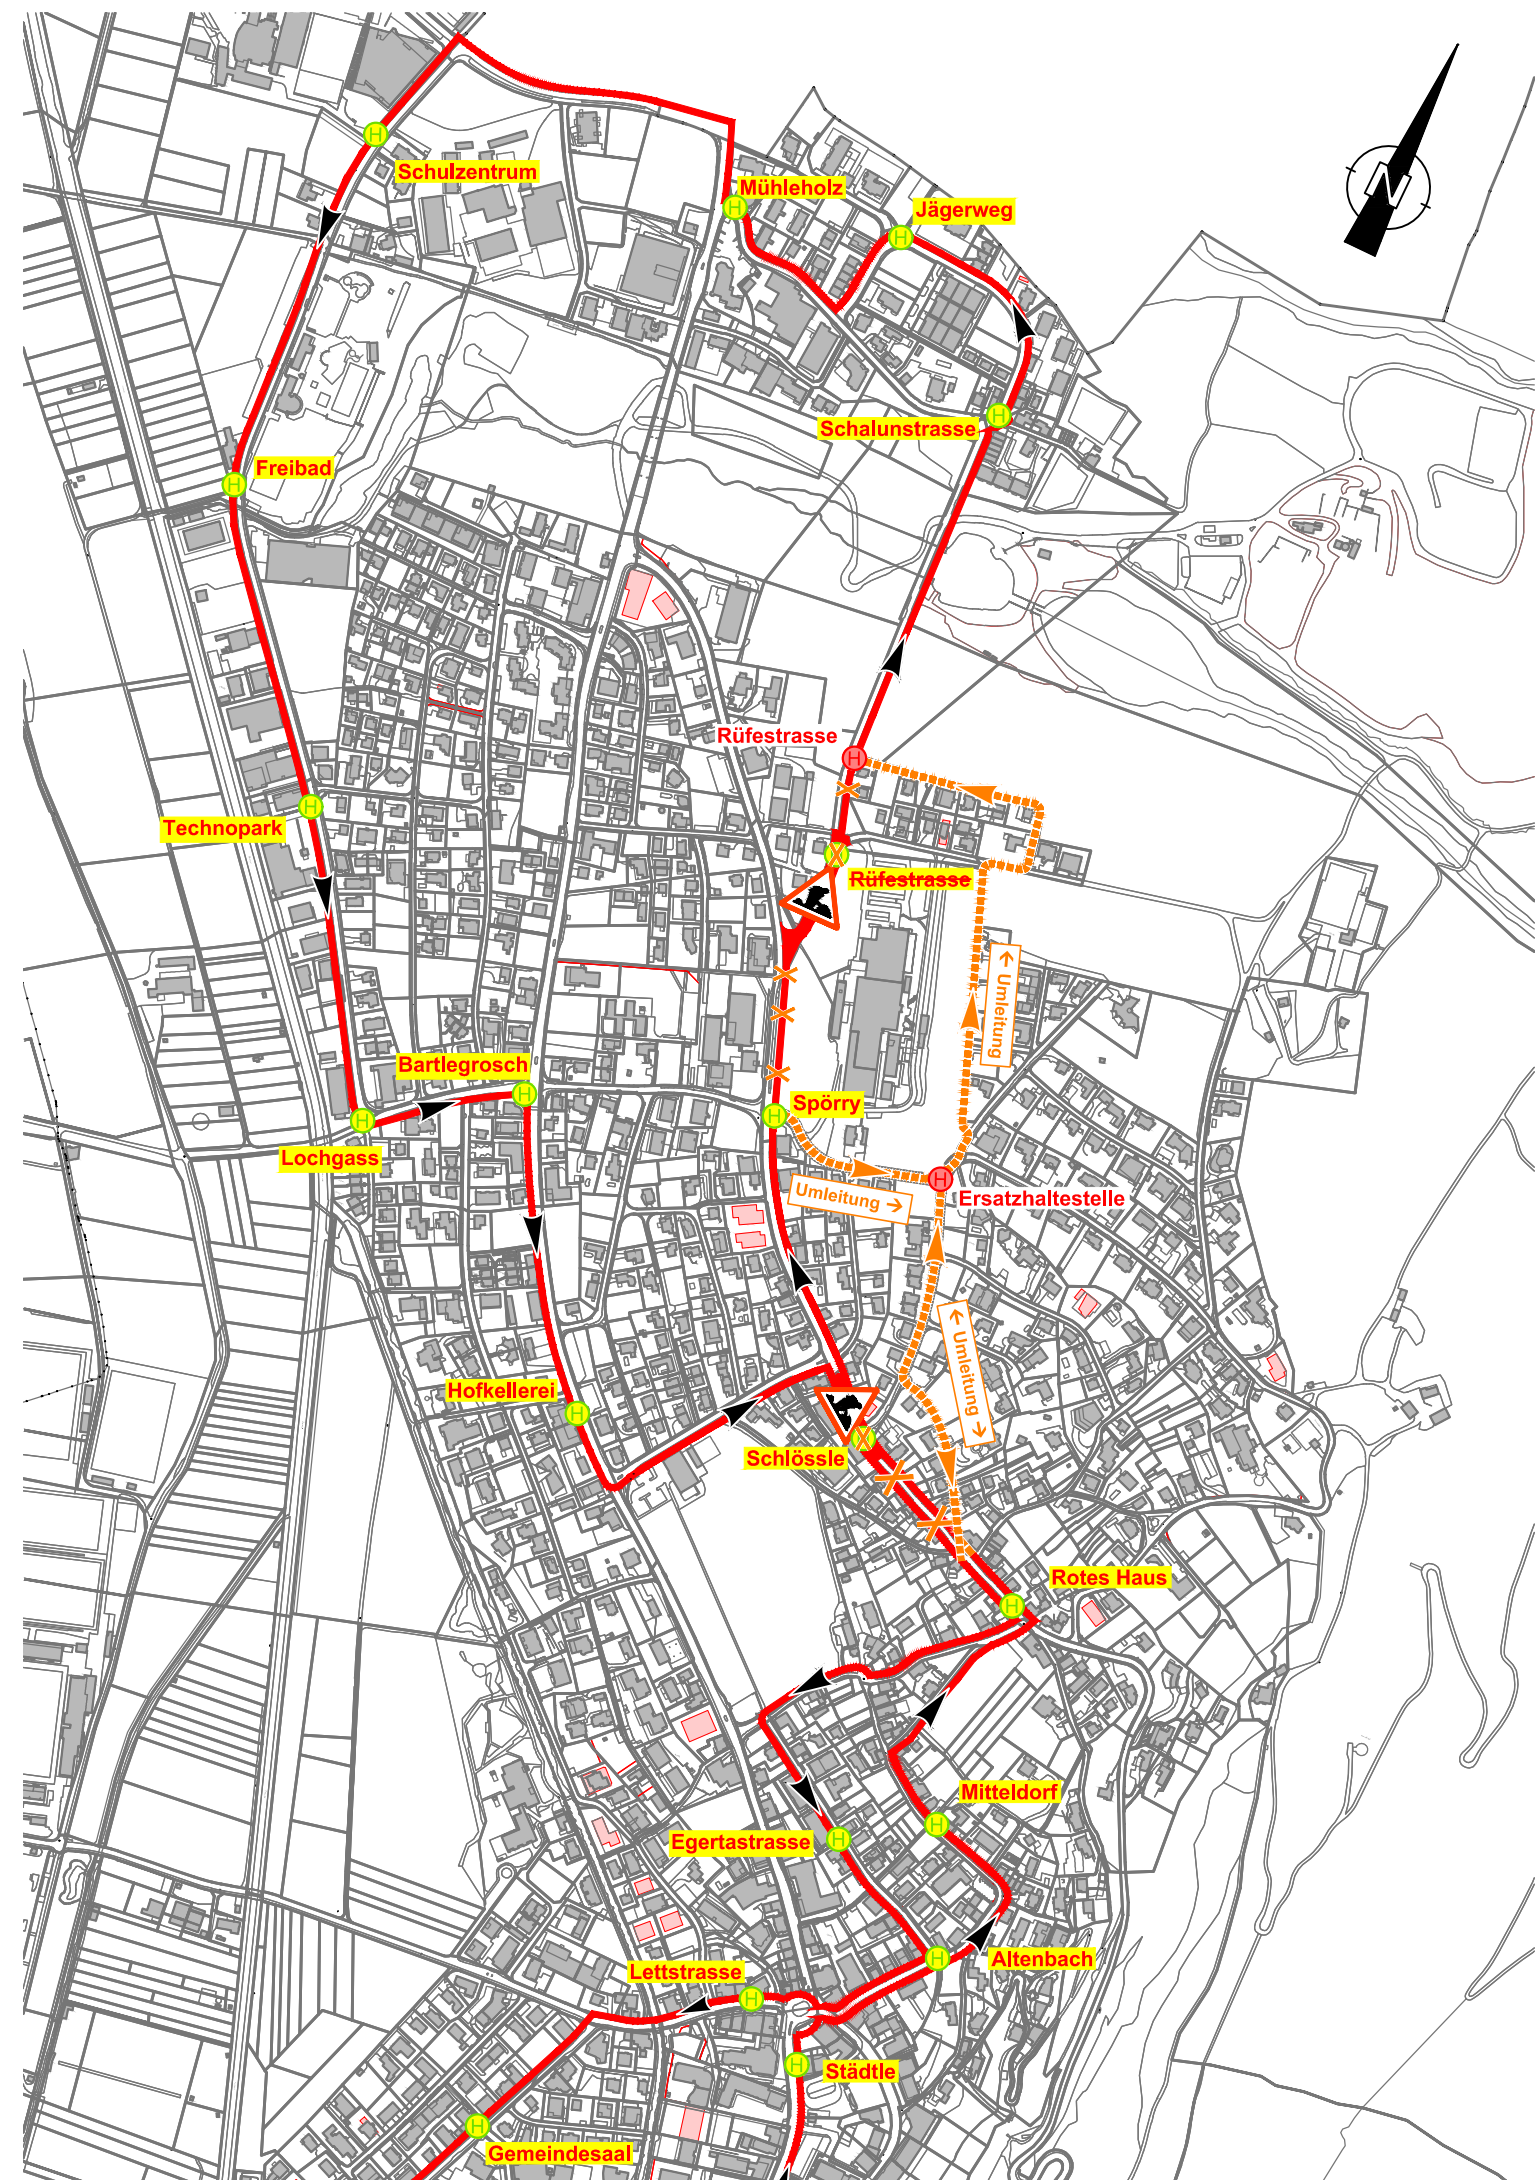 N
H
Schulzentrum
H
Mühleholz
H
Jägerweg
H
Schalunstrasse
H
Freibad
Rüfestrasse
H
H
Technopark
H
Rüfestrasse
← Umleitung
Bartlegrosch
H
H
Lochgass
H
Spörry
Umleitung →
H
Ersatzhaltestelle
← Umleitung →
Hofkellerei
H
Schlössle
H
Rotes Haus
H
Mitteldorf
H
Egertastrasse
H
H
Altenbach
Lettstrasse
H
H
Städtle
H
Gemeindesaal